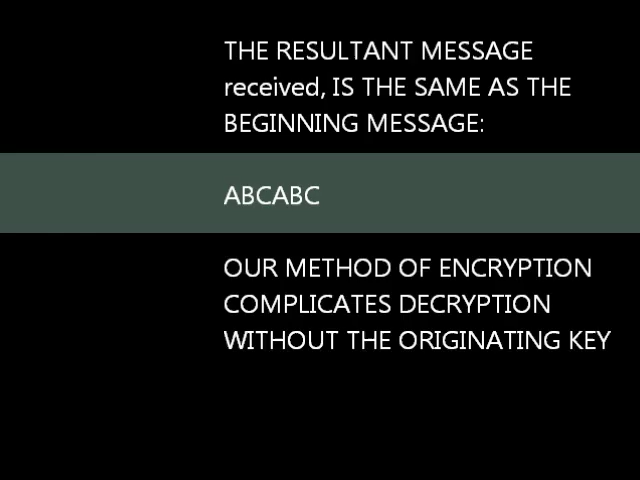 THE RESULTANT MESSAGE
received, IS THE SAME AS THE
BEGINNING MESSAGE:
ABCABC
OUR METHOD OF ENCRYPTION
COMPLICATES DECRYPTION
WITHOUT THE ORIGINATING KEY